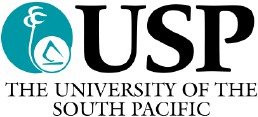 USP
THE UNIVERSITY OF THE
SOUTH PACIFIC